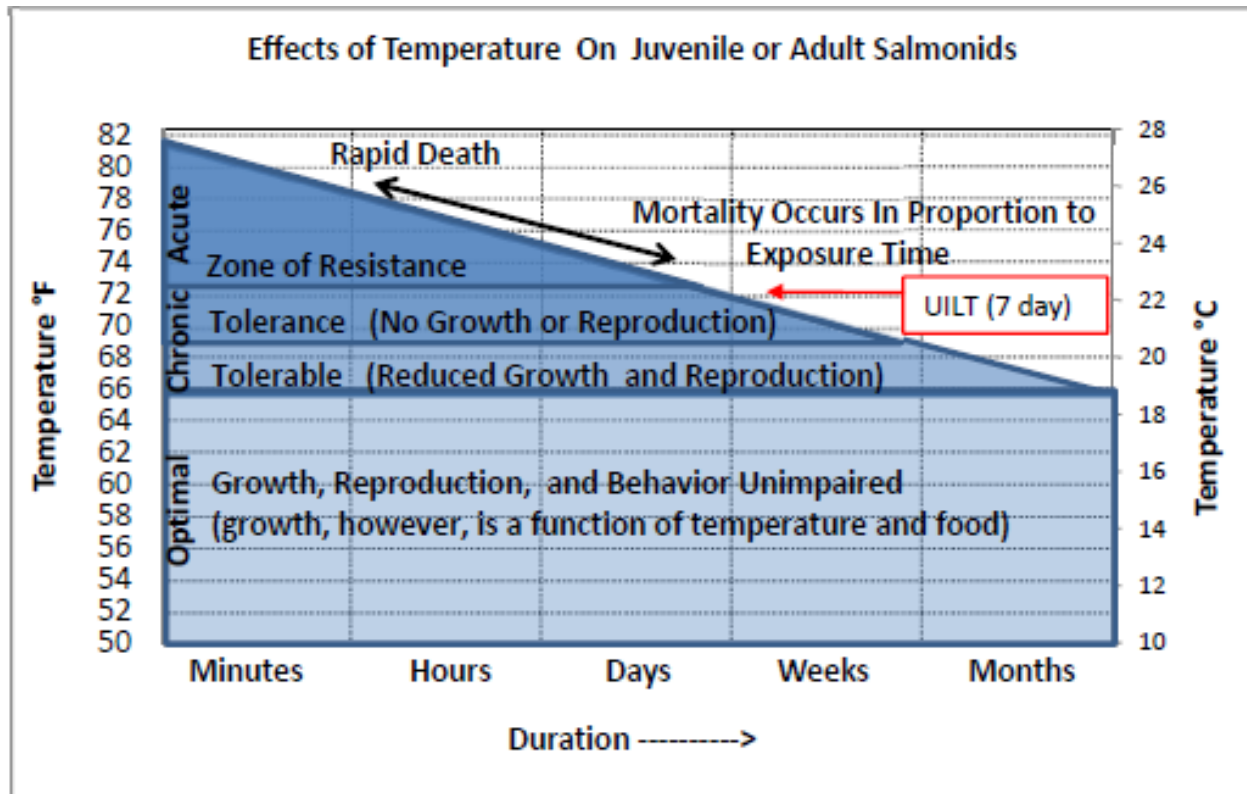 Effects of Temperature On Juvenile or Adult Salmonids
82
80
78
76
74
72
70
68
66
64
62
60
58
56
54
52
50
Temperature °F
Acute
Chronic
Optimal
Rapid Death
Mortality Occurs In Proportion to
Exposure Time
Zone of Resistance
UILT (7 day)
Tolerance (No Growth or Reproduction)
Tolerable (Reduced Growth and Reproduction)
Growth, Reproduction, and Behavior Unimpaired
(growth, however, is a function of temperature and food)
28
26
24
22
20
18
16
14
12
10
Temperature °C
Minutes Hours Days Weeks Months
Duration ---------->